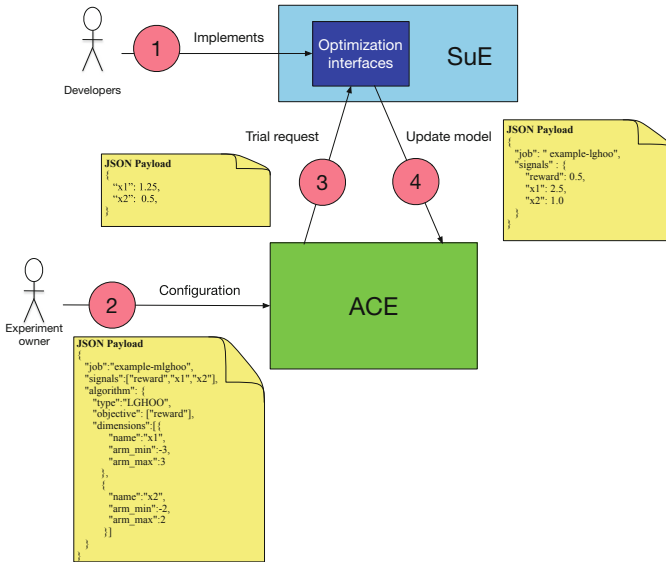 1
Implements
Optimization
interfaces
SuE
Developers
Trial request
Update model
JSON Payload
{
"job": " example-lghoo",
"signals" : {
"reward": 0.5,
"x1": 2.5,
"x2": 1.0
}
}
JSON Payload
{
“x1”: 1.25,
“x2”: 0.5,
}
3
4
2
Configuration
ACE
Experiment
owner
JSON Payload
{
"job":"example-mlghoo",
"signals":["reward","x1","x2"],
"algorithm": {
"type":"LGHOO",
"objective": ["reward"],
"dimensions":[{
"name":"x1",
"arm_min":-3,
"arm_max":3
},
{
"name":"x2",
"arm_min":-2,
"arm_max":2
}]
}
}